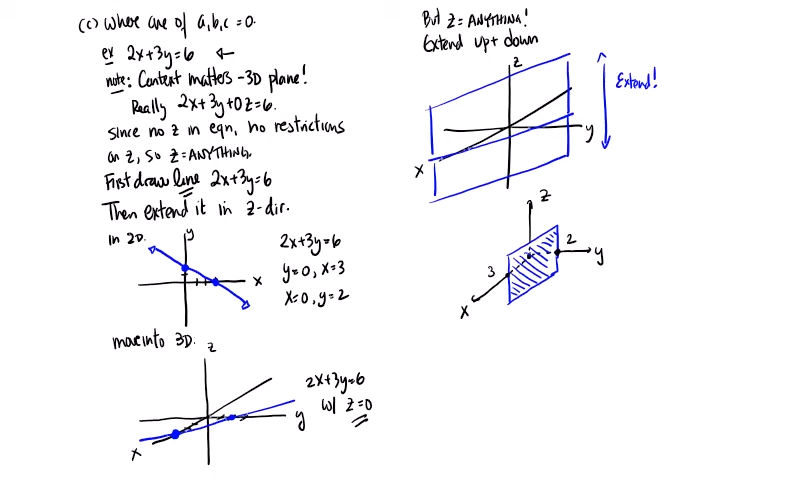 (c) Where one of a,b,c =0.
ex 2x+3y=6 ←
note: Context matters -3D plane!
Really 2x+3y+0z=6.
Since no z in eqn, no restrictions
on z, so z=ANYTHING.
First draw line 2x+3y=6
Then extend it in z-dir.
in 2D.
y
x
2x+3y=6
y=0, x=3
x=0, y=2
move into 3D.
z
y
x
2x+3y=6
w/ z=0
But z=ANYTHING!
Extend up+down
z
Extend!
y
x
z
2
y
3
x